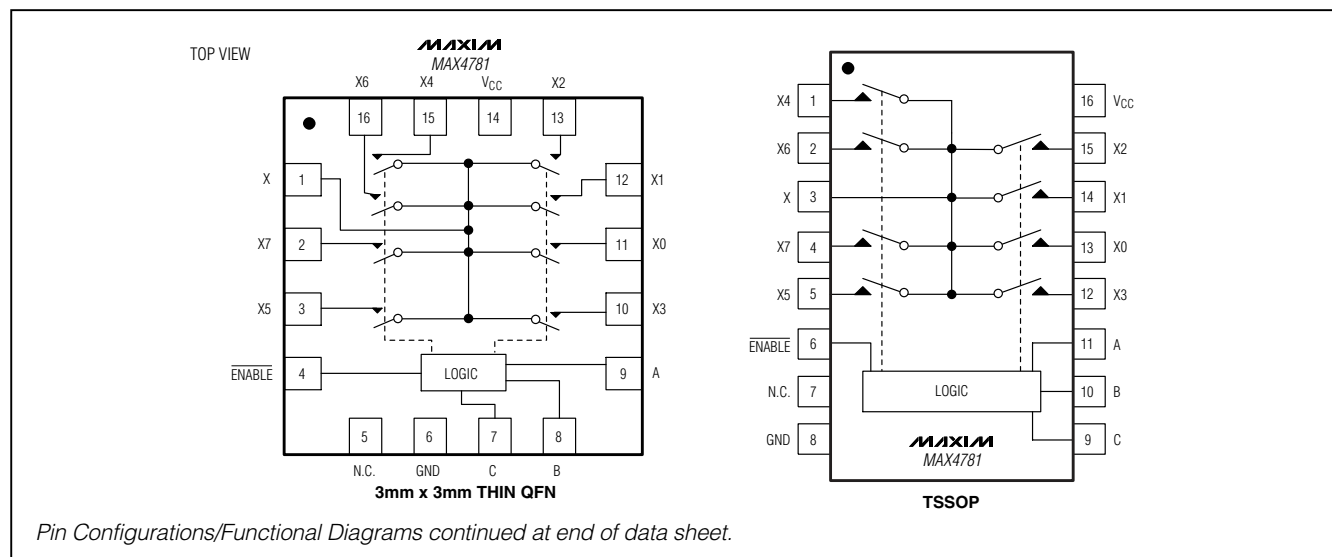 TOP VIEW
MAXIM
MAX4781
X6 X4 VCC X2
16 15 14 13
X 1
12 X1
X7 2
11 X0
X5 3
10 X3
ENABLE 4
LOGIC
9 A
5 6 7 8
N.C. GND C B
3mm x 3mm THIN QFN
X4 1
16 VCC
X6 2
15 X2
X 3
14 X1
X7 4
13 X0
X5 5
12 X3
ENABLE 6
11 A
N.C. 7
LOGIC
10 B
GND 8
9 C
MAXIM
MAX4781
TSSOP
Pin Configurations/Functional Diagrams continued at end of data sheet.